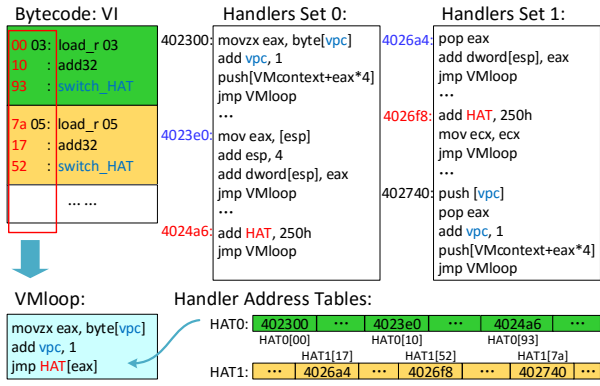 Bytecode: VI
00 03: load_r 03
10 : add32
93 : switch_HAT
7a 05: load_r 05
17 : add32
52 : switch_HAT
... ...
VMloop:
movzx eax, byte[vpc]
add vpc, 1
jmp HAT[eax]
Handlers Set 0:
402300: movzx eax, byte[vpc]
add vpc, 1
push[VMcontext+eax*4]
jmp VMloop
...
4023e0: mov eax, [esp]
add esp, 4
add dword[esp], eax
jmp VMloop
...
4024a6: add HAT, 250h
jmp VMloop
Handlers Set 1:
4026a4: pop eax
add dword[esp], eax
jmp VMloop
...
4026f8: add HAT, 250h
mov ecx, ecx
jmp VMloop
...
402740: push [vpc]
pop eax
add vpc, 1
push[VMcontext+eax*4]
jmp VMloop
Handler Address Tables:
HAT0: 402300 ... 4023e0 ... 4024a6 ...
HAT0[00] HAT0[10] HAT0[93]
HAT1[17] HAT1[52] HAT1[7a]
HAT1: ... 4026a4 ... 4026f8 ... 402740 ...